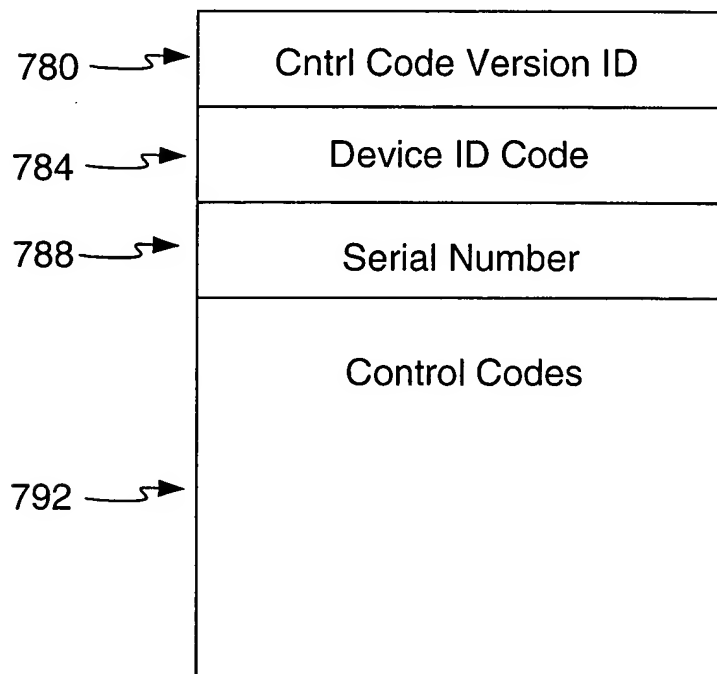 780 Cntrl Code Version ID
784 Device ID Code
788 Serial Number
Control Codes
792